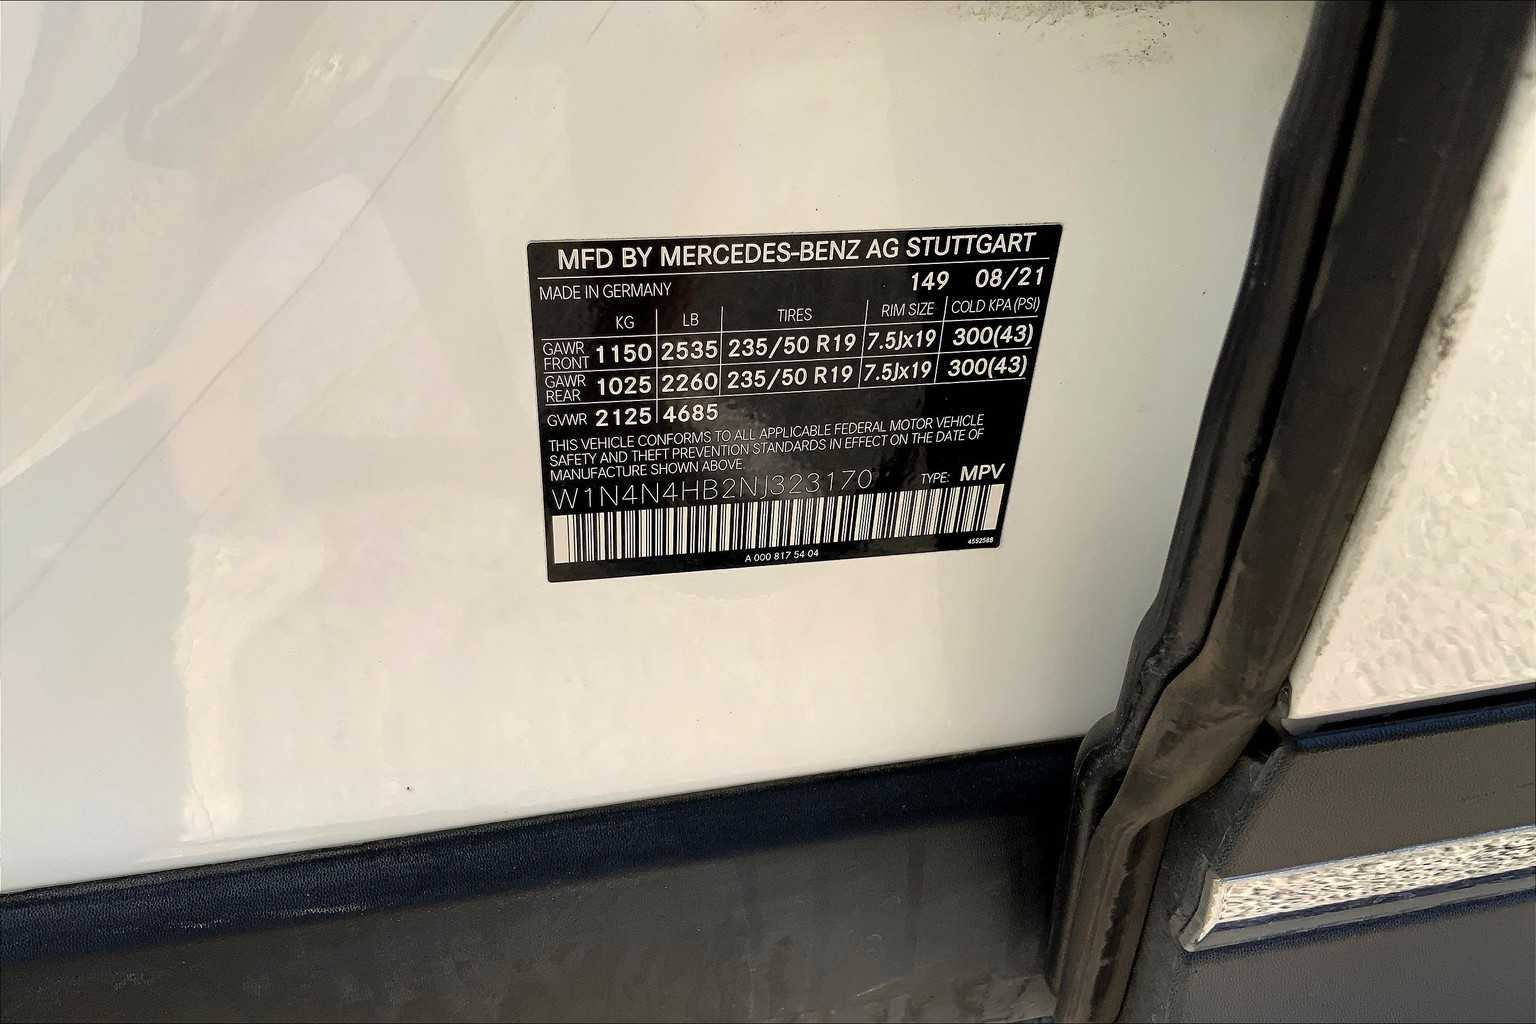 MFD BY MERCEDES-BENZ AG STUTTGART
149 08/21
MADE IN GERMANY
KG LB TIRES RIM SIZE COLD KPA (PSI)
GAWR FRONT 1150 2535 235/50 R19 7.5Jx19 300(43)
GAWR REAR 1025 2260 235/50 R19 7.5Jx19 300(43)
GVWR 2125 4685
THIS VEHICLE CONFORMS TO ALL APPLICABLE FEDERAL MOTOR VEHICLE
SAFETY AND THEFT PREVENTION STANDARDS IN EFFECT ON THE DATE OF
MANUFACTURE SHOWN ABOVE.
W1N4N4HB2NJ323170 TYPE: MPV
4592588
A 000 817 54 04